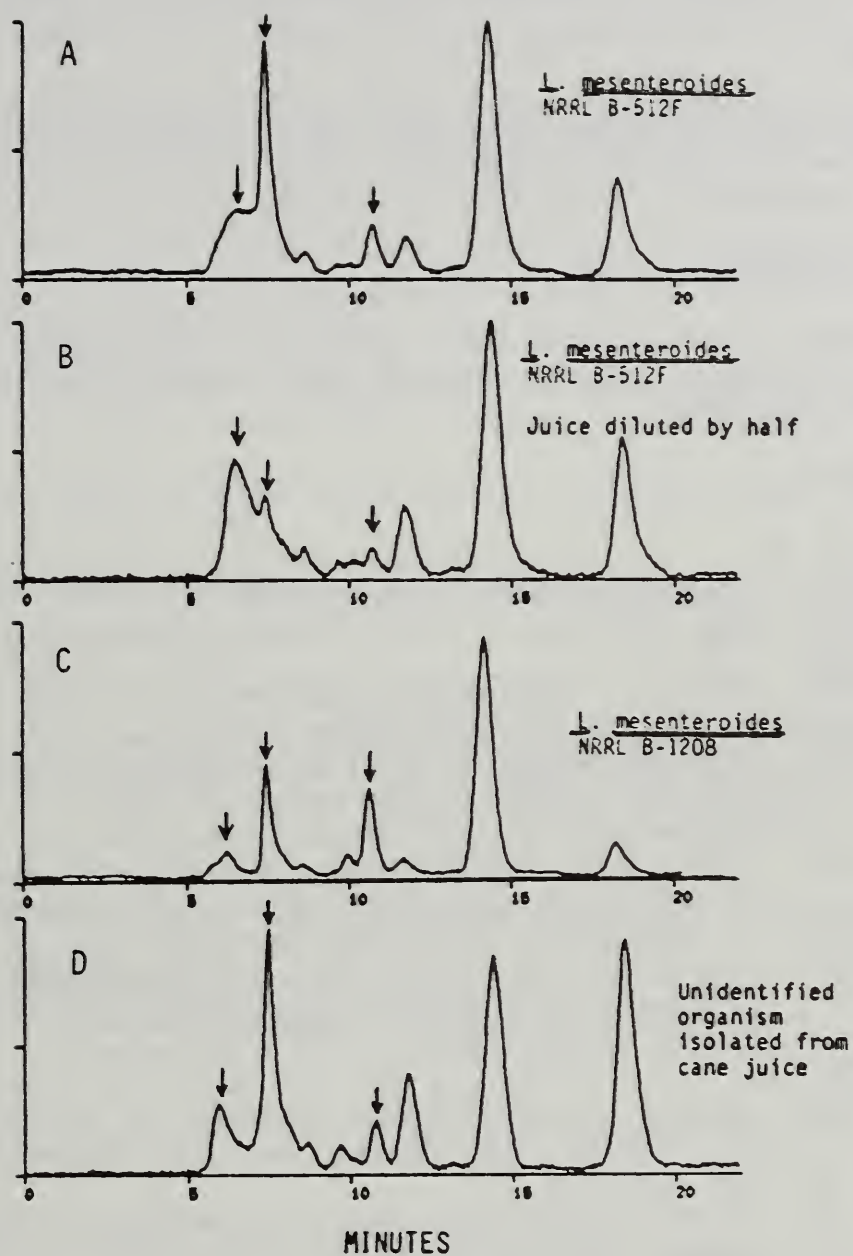 A
L. mesenteroides
NRRL B-512F
0 5 10 15 20
B
L. mesenteroides
NRRL B-512F
Juice diluted by half
0 5 10 15 20
C
L. mesenteroides
NRRL B-1208
0 5 10 15 20
D
Unidentified
organism
isolated from
cane juice
0 5 10 15 20
MINUTES